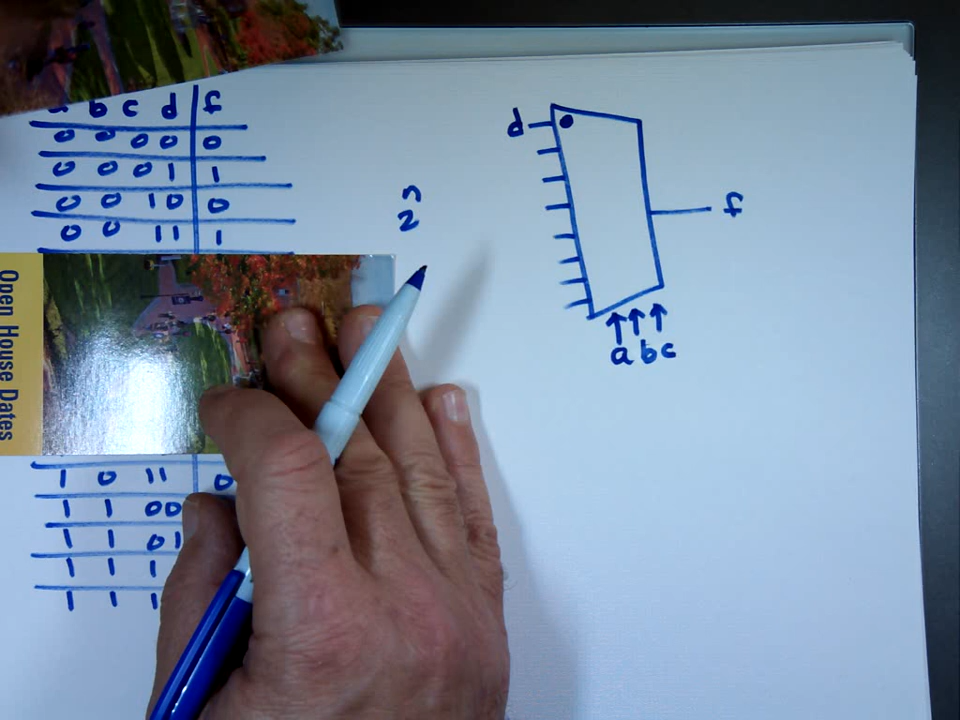 b c d f
0 0 0 0 0
0 0 0 1 1
0 0 1 0 0
0 0 1 1 1
1 0 1 1 0
1 1 0 0
1 1 0 1
1 1 1
1 1 1
2 n
d
f
a b c
Open House Dates